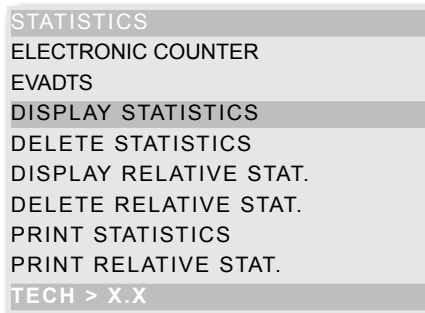 STATISTICS
ELECTRONIC COUNTER
EVADTS
DISPLAY STATISTICS
DELETE STATISTICS
DISPLAY RELATIVE STAT.
DELETE RELATIVE STAT.
PRINT STATISTICS
PRINT RELATIVE STAT.
TECH > X.X